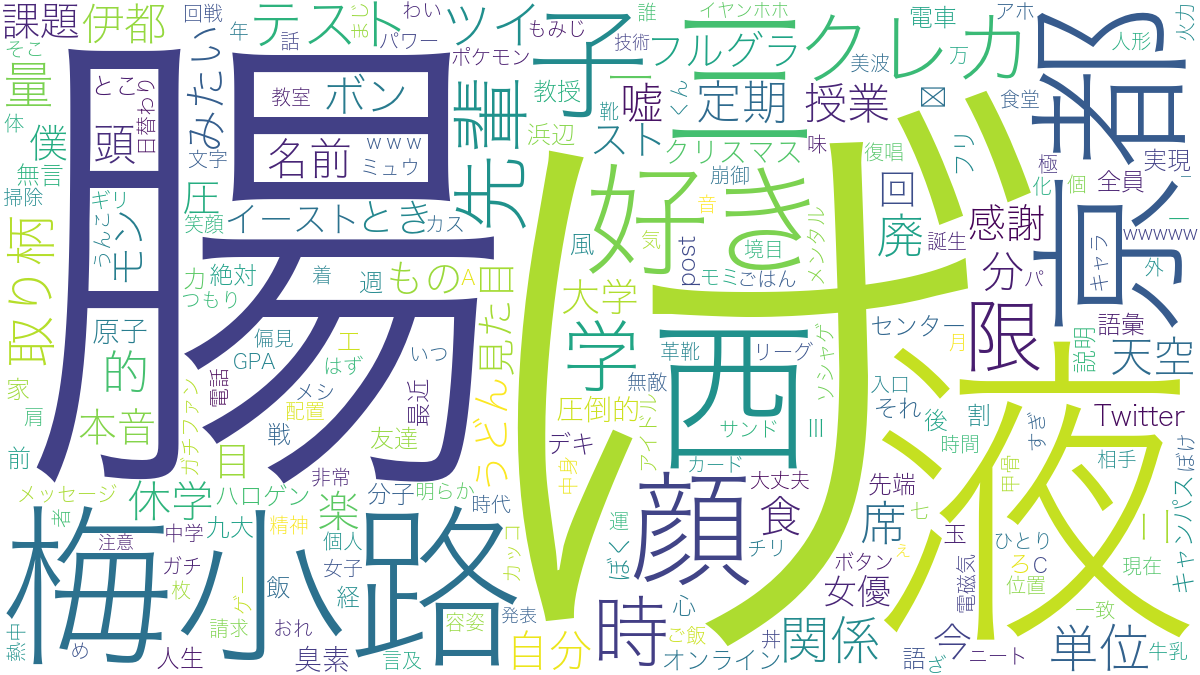 課題
伊都
回戦
年
テスト
まじ
わい
ツイ
子
三
クレカ
電車
アホ
都
火力
そこ
話
パワー
もみじ
誰
イヤンホホ
人形
量
みたい
ポケモン
技術
フルグラ
美波
万
体
とこ
日替わり
教室
ボン
先輩
教授
靴
嘘
くん
定期
授業
食堂
僕
頭
名前
www
ミュウ
浜辺
スト
クリスマス
味
復唱
フリ
極
実現
無言
文字
掃除
圧
イースト
とき
崩御
回
化
個
全員
ギリ
うんこ
モン
笑顔
カス
風
好き
音
気
境目
メンタル
廃
誕生
感謝
キャラ
京
wwwww
取り柄
力
絶対
つもり
着
週
もの
A
見た目
大学
post
モミ
ごはん
分
パ
外
原子
偏見
GPA
工
はず
いつ
学
西
センター
限
語彙
説明
天空
家
的
電話
メシ
最近
革靴
リーグ
ソシャゲ
月
肩
本音
ガチファン
配置
戦
友達
うどん
無敵
圧倒的
アイドル
サンド
入口
それ
後
割
Twitter
すぎ
前
目
デキ
中身
カード
時間
甲骨
相手
ぼけ
腸
げ
液
メッセージ
休学
ハロゲン
非常
分子
明らか
時代
顔
大丈夫
先端
七
二
キャンパス
者
熱中
注意
中学
九大
精神
楽
個人
カッコ
運
ぼく
食
席
玉
ひとり
現在
梅小路
ガチ
枚
ゲー
飯
女子
経
チリ
ボタン
え
ろ
C
位置
電磁気
一致
請求
おれ
容姿
発表
時
心
女優
め
人生
臭素
言及
自分
ご飯
オンライン
丼
関係
語
ざ
今
ニート
単位
牛乳